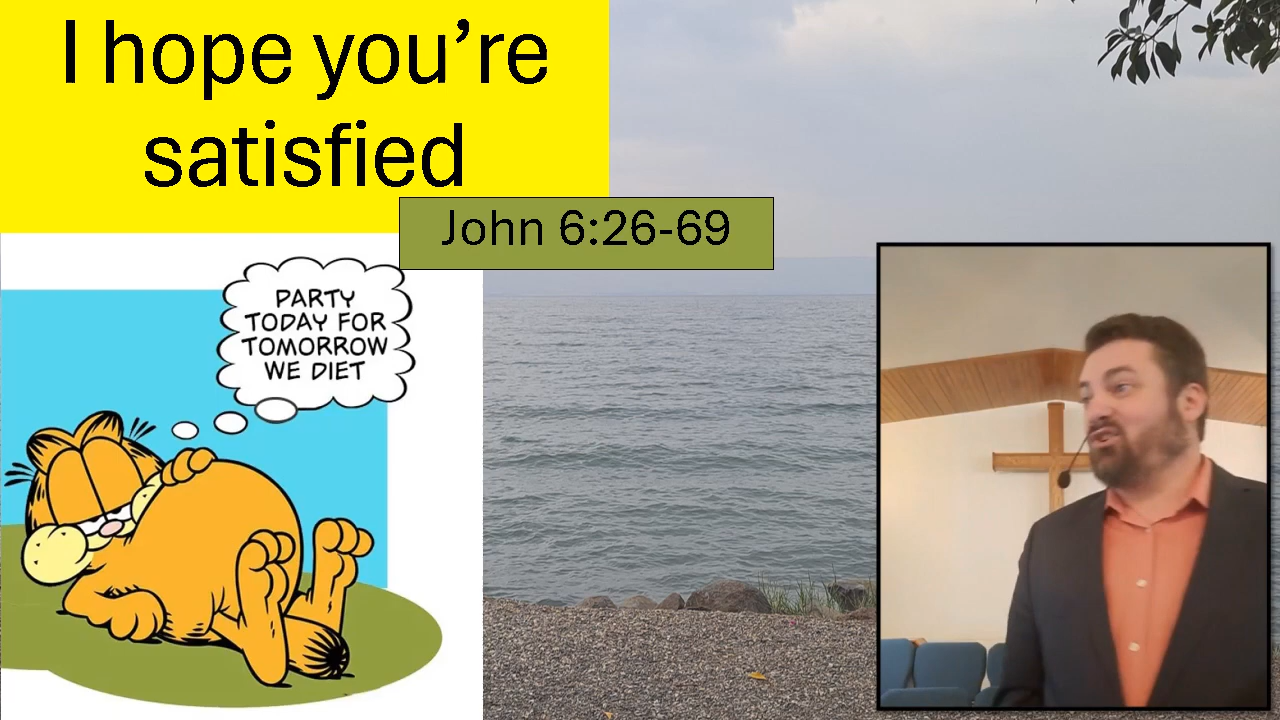 I hope you’re
satisfied
John 6:26-69
PARTY
TODAY FOR
TOMORROW
WE DIET